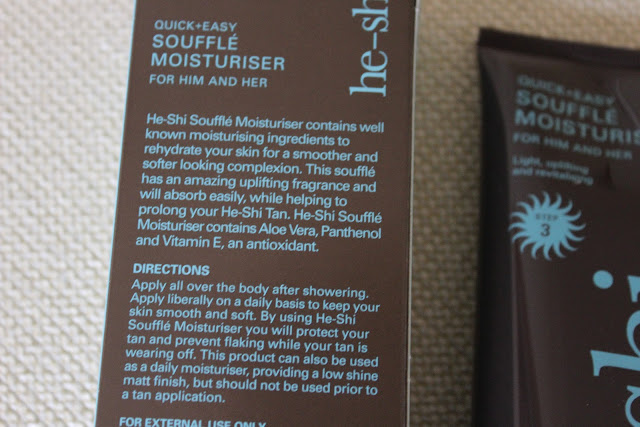 he-shi
QUICK+EASY
SOUFFLÉ
MOISTURISER
FOR HIM AND HER
He-Shi Soufflé Moisturiser contains well
known moisturising ingredients to
rehydrate your skin for a smoother and
softer looking complexion. This soufflé
has an amazing uplifting fragrance and
will absorb easily, while helping to
prolong your He-Shi Tan. He-Shi Soufflé
Moisturiser contains Aloe Vera, Panthenol
and Vitamin E, an antioxidant.
DIRECTIONS
Apply all over the body after showering.
Apply liberally on a daily basis to keep your
skin smooth and soft. By using He-Shi
Soufflé Moisturiser you will protect your
tan and prevent flaking while your tan is
wearing off. This product can also be used
as a daily moisturiser, providing a low shine
matt finish, but should not be used prior to
a tan application.
FOR EXTERNAL USE ONLY
QUICK+EASY
SOUFFLÉ
MOISTURIS
FOR HIM AND HER
Light, uplifting
and revitalising
STEP
3